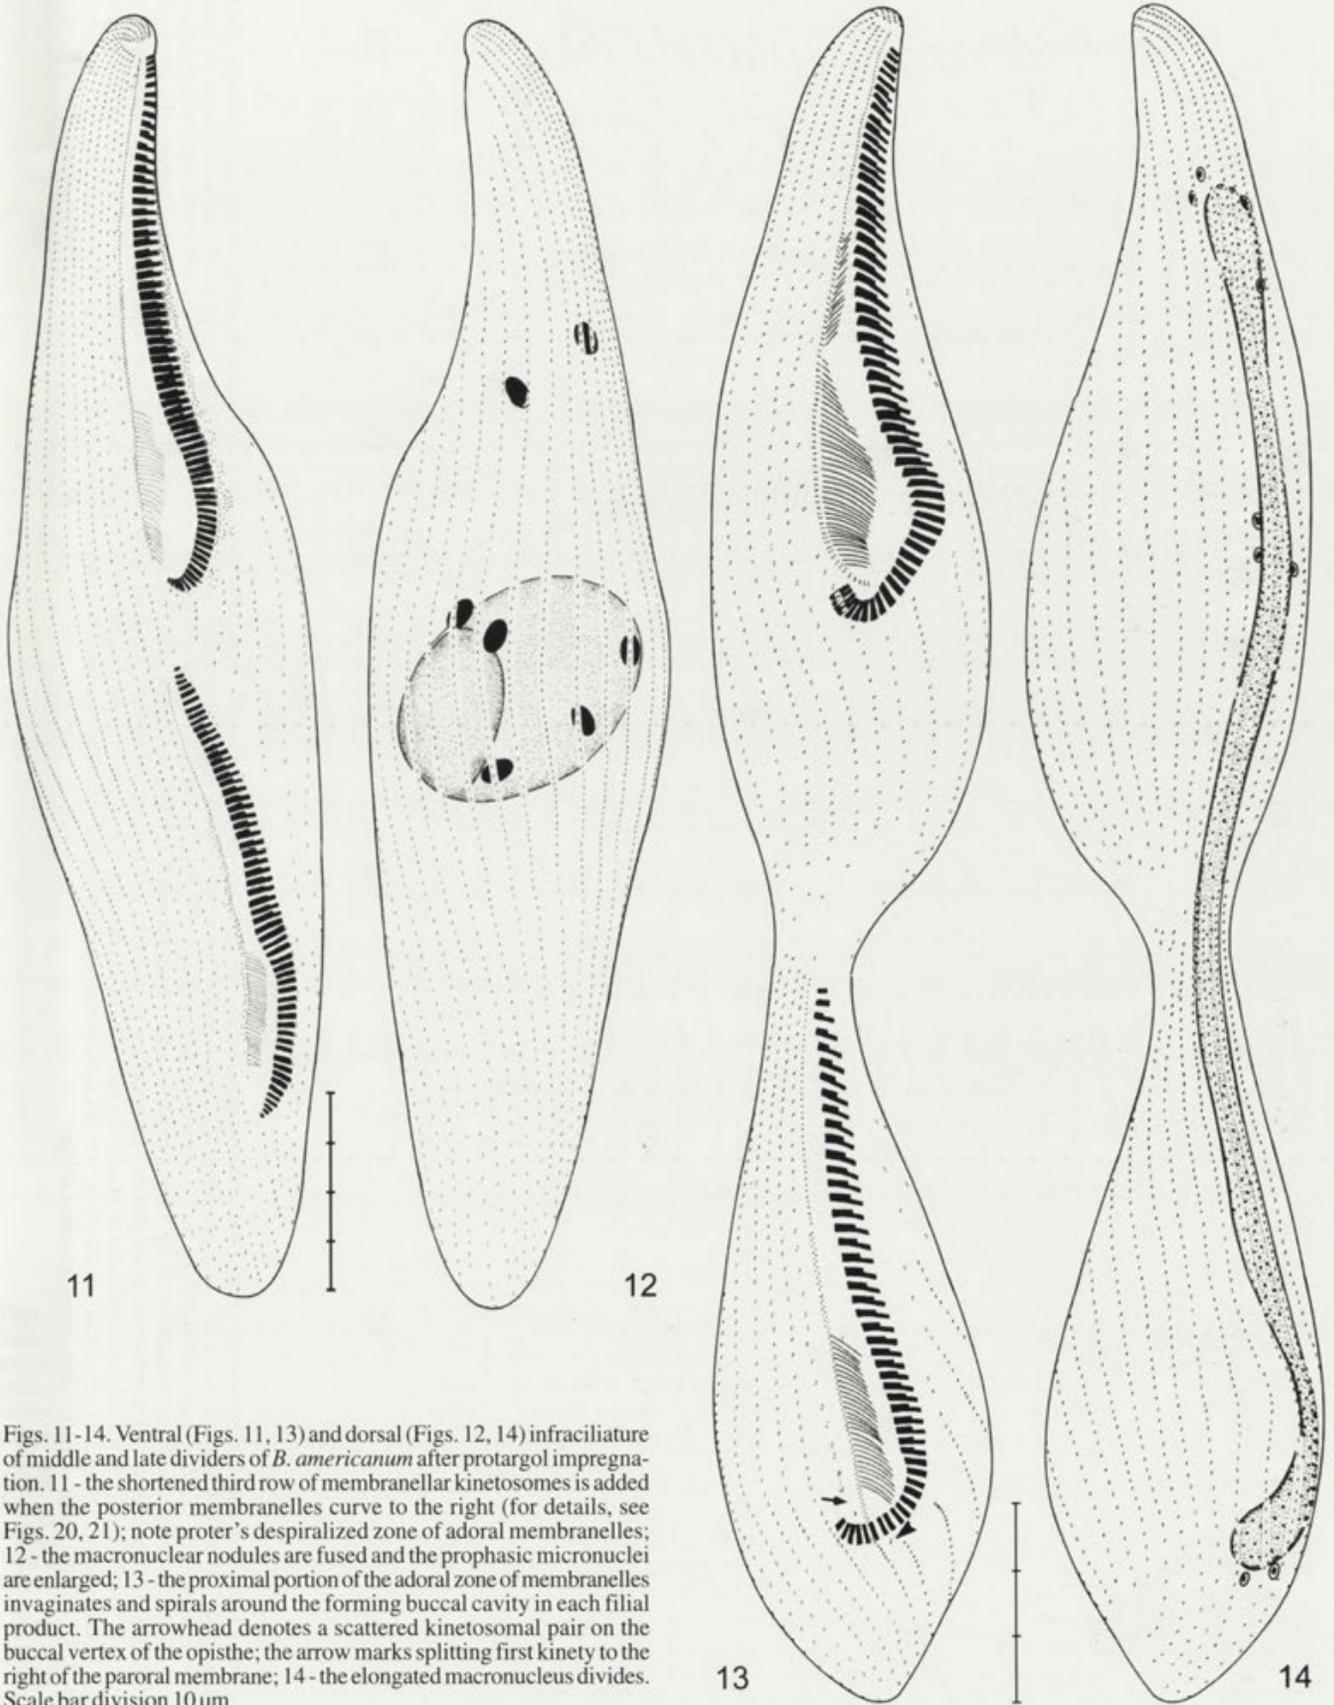 11
12
Figs. 11-14. Ventral (Figs. 11, 13) and dorsal (Figs. 12, 14) infraciliature
of middle and late dividers of B. americanum after protargol impregna-
tion. 11 - the shortened third row of membranellar kinetosomes is added
when the posterior membranelles curve to the right (for details, see
Figs. 20, 21); note proter's despiralized zone of adoral membranelles;
12 - the macronuclear nodules are fused and the prophasic micronuclei
are enlarged; 13 - the proximal portion of the adoral zone of membranelles
invaginates and spirals around the forming buccal cavity in each filial
product. The arrowhead denotes a scattered kinetosomal pair on the
buccal vertex of the opisthe; the arrow marks splitting first kinety to the
right of the paroral membrane; 14 - the elongated macronucleus divides.
Scale bar division 10 μm
13
14